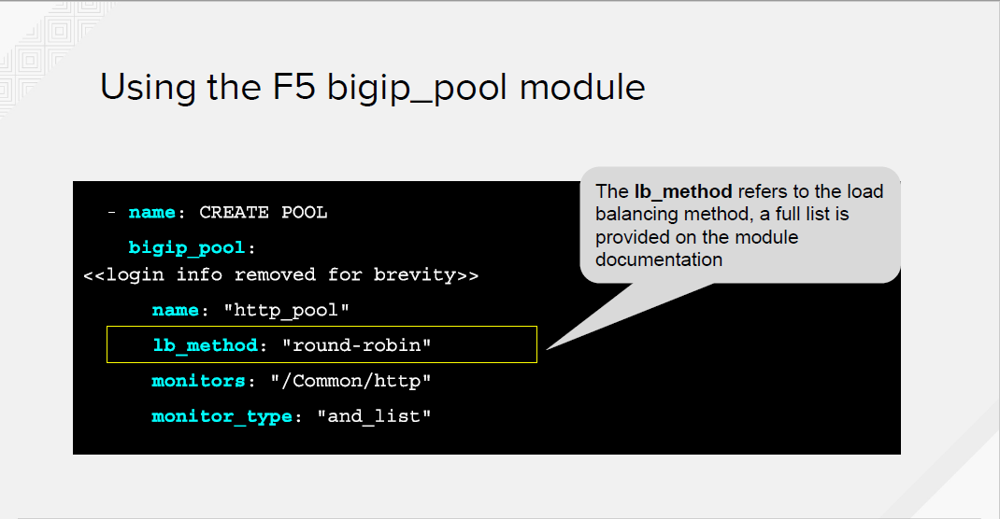 Using the F5 bigip_pool module
- name: CREATE POOL
bigip_pool:
<<login info removed for brevity>>
name: "http_pool"
lb_method: "round-robin"
monitors: "/Common/http"
monitor_type: "and_list"
The lb_method refers to the load
balancing method, a full list is
provided on the module
documentation